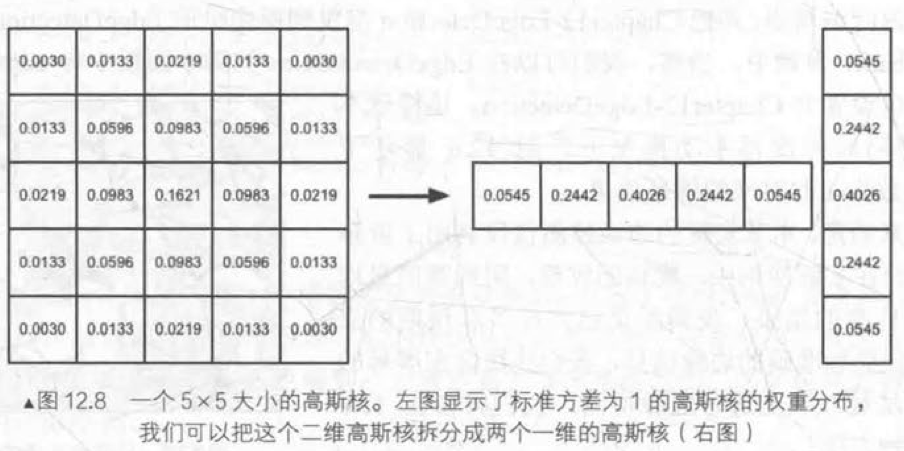 0.0030 0.0133 0.0219 0.0133 0.0030 0.0545
0.0133 0.0596 0.0983 0.0596 0.0133 0.2442
0.0219 0.0983 0.1621 0.0983 0.0219 0.0545 0.2442 0.4026 0.2442 0.0545 0.4026
0.0133 0.0596 0.0983 0.0596 0.0133 0.2442
0.0030 0.0133 0.0219 0.0133 0.0030 0.0545
▲图 12.8 一个 5×5 大小的高斯核。左图显示了标准方差为 1 的高斯核的权重分布，
我们可以把这个二维高斯核拆分成两个一维的高斯核（右图）